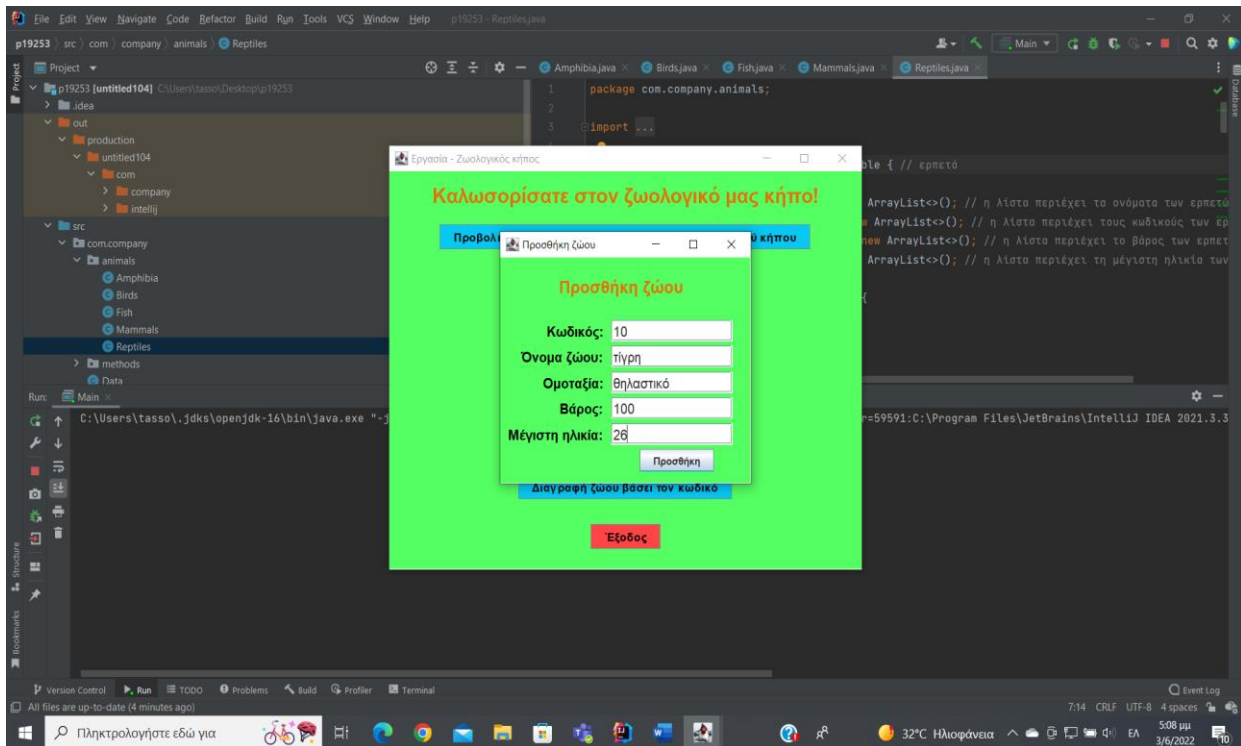 File Edit View Navigate Code Refactor Build Run Tools VCS Window Help p19253 - Reptiles.java
p19253 src com company animals Reptiles
Main
Project
Amphibia.java Birds.java Fish.java Mammals.java Reptiles.java
p19253 [untitled104] C:\Users\tasso\Desktop\p19253
.idea
out
production
untitled104
com
company
intellij
src
com.company
animals
Amphibia
Birds
Fish
Mammals
Reptiles
methods
Data
1 package com.company.animals;
2
3 import ...
ble { // ερπετά
ArrayList<>(); // η λίστα περιέχει τα ονόματα των ερπετώ
w ArrayList<>(); // η λίστα περιέχει τους κωδικούς των ερ
new ArrayList<>(); // η λίστα περιέχει το βάρος των ερπετ
ArrayList<>(); // η λίστα περιέχει τη μέγιστη ηλικία των
{
Εργασία - Ζωολογικός κήπος
Καλωσορίσατε στον ζωολογικό μας κήπο!
Προβολ ύ κήπου
Προσθήκη ζώου
Προσθήκη ζώου
Κωδικός: 10
Όνομα ζώου: τίγρη
Ομοταξία: θηλαστικό
Βάρος: 100
Μέγιστη ηλικία: 26
Προσθήκη
Διαγραφή ζώου βάσει τον κωδικό
Έξοδος
Run: Main
C:\Users\tasso\.jdks\openjdk-16\bin\java.exe "-j r=59591:C:\Program Files\JetBrains\IntelliJ IDEA 2021.3.3
Project
Structure
Bookmarks
Database
Version Control Run TODO Problems Build Profiler Terminal Event Log
All files are up-to-date (4 minutes ago) 7:14 CRLF UTF-8 4 spaces
Πληκτρολογήστε εδώ για 32°C Ηλιοφάνεια ΕΛ 5:08 μμ
3/6/2022